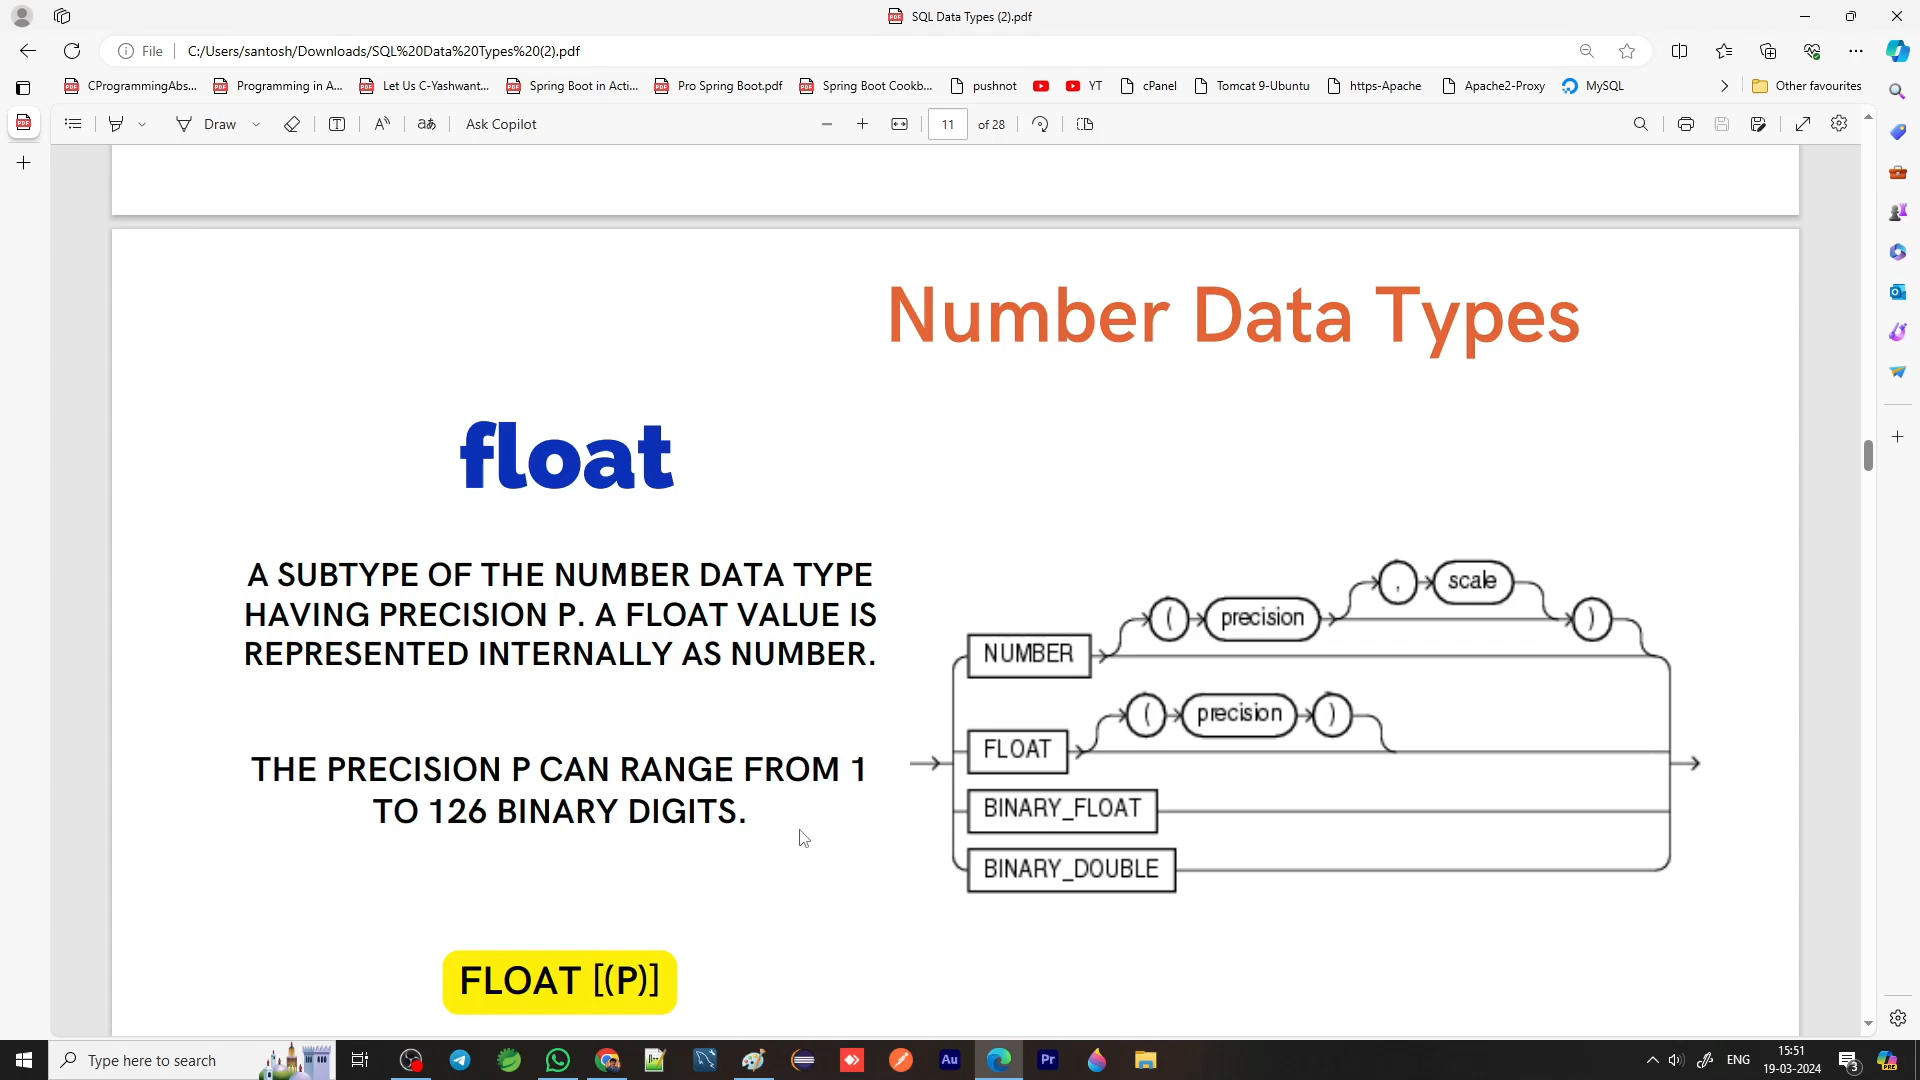 SQL Data Types (2).pdf
File
C:/Users/santosh/Downloads/SQL%20Data%20Types%20(2).pdf
CProgrammingAbs...
Programming in A...
Let Us C-Yashwant...
Spring Boot in Acti...
Pro Spring Boot.pdf
Spring Boot Cookb...
pushnot
YT
cPanel
Tomcat 9-Ubuntu
https-Apache
Apache2-Proxy
MySQL
Other favourites
Draw
Ask Copilot
11 of 28
Number Data Types
float
A SUBTYPE OF THE NUMBER DATA TYPE
HAVING PRECISION P. A FLOAT VALUE IS
REPRESENTED INTERNALLY AS NUMBER.
THE PRECISION P CAN RANGE FROM 1
TO 126 BINARY DIGITS.
FLOAT [(P)]
, scale
( precision )
NUMBER
( precision )
FLOAT
BINARY_FLOAT
BINARY_DOUBLE
Type here to search
Au
Pr
ENG
15:51
19-03-2024
3